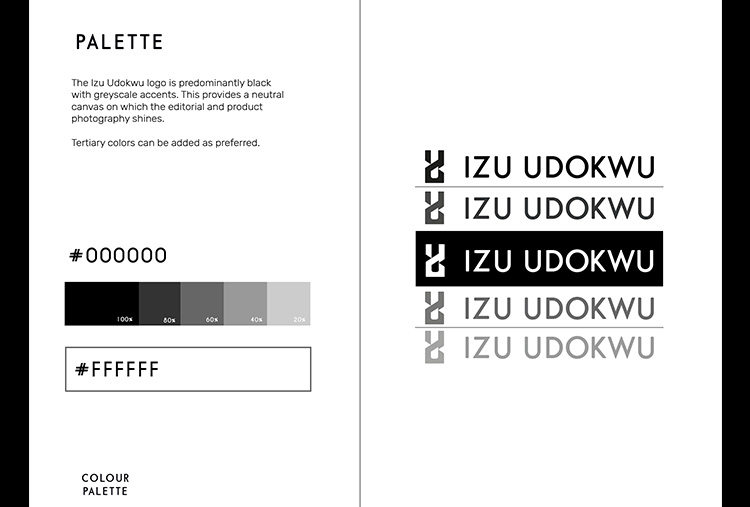 PALETTE
The Izu Udokwu logo is predominantly black
with greyscale accents. This provides a neutral
canvas on which the editorial and product
photography shines.
Tertiary colors can be added as preferred.
#000000
100% 80% 60% 40% 20%
#FFFFFF
COLOUR
PALETTE
IZU UDOKWU
IZU UDOKWU
IZU UDOKWU
IZU UDOKWU
IZU UDOKWU